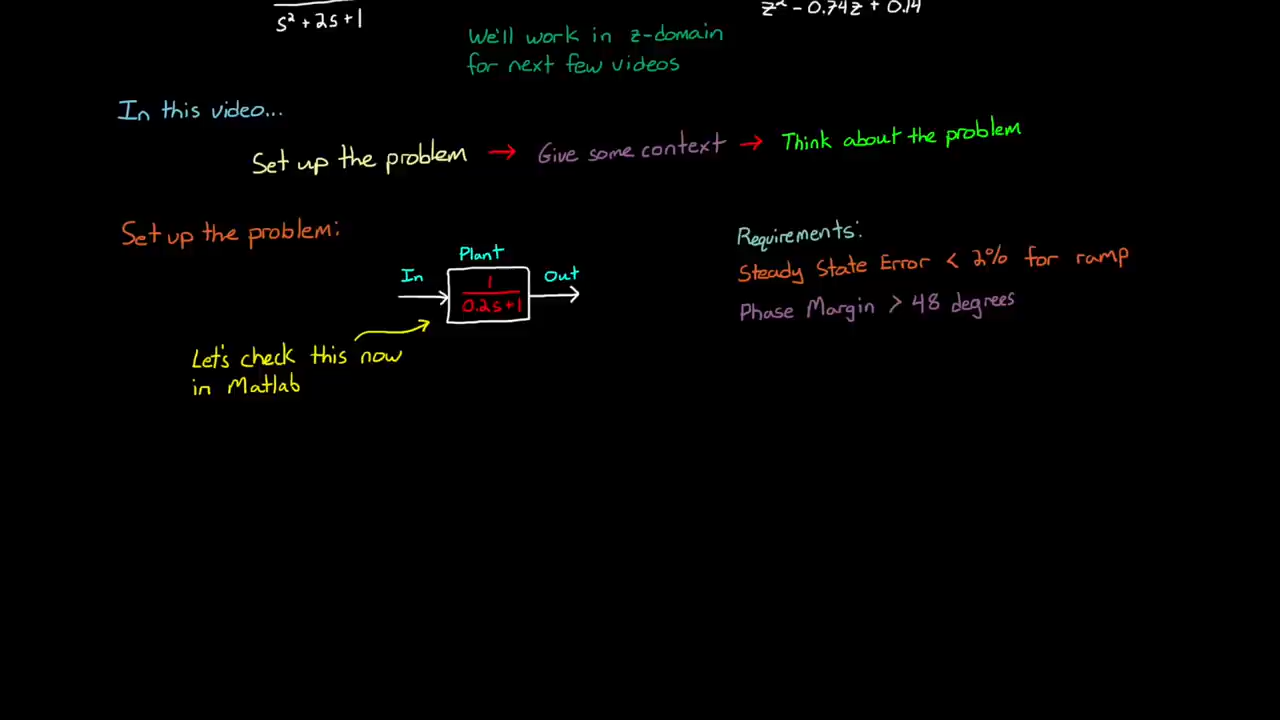 s² + 2s + 1
z² - 0.74z + 0.14
We'll work in z-domain
for next few videos
In this video...
Set up the problem → Give some context → Think about the problem
Set up the problem:
Plant
In
Out
1
0.2s+1
Let's check this now
in Matlab
Requirements:
Steady State Error < 2% for ramp
Phase Margin > 48 degrees